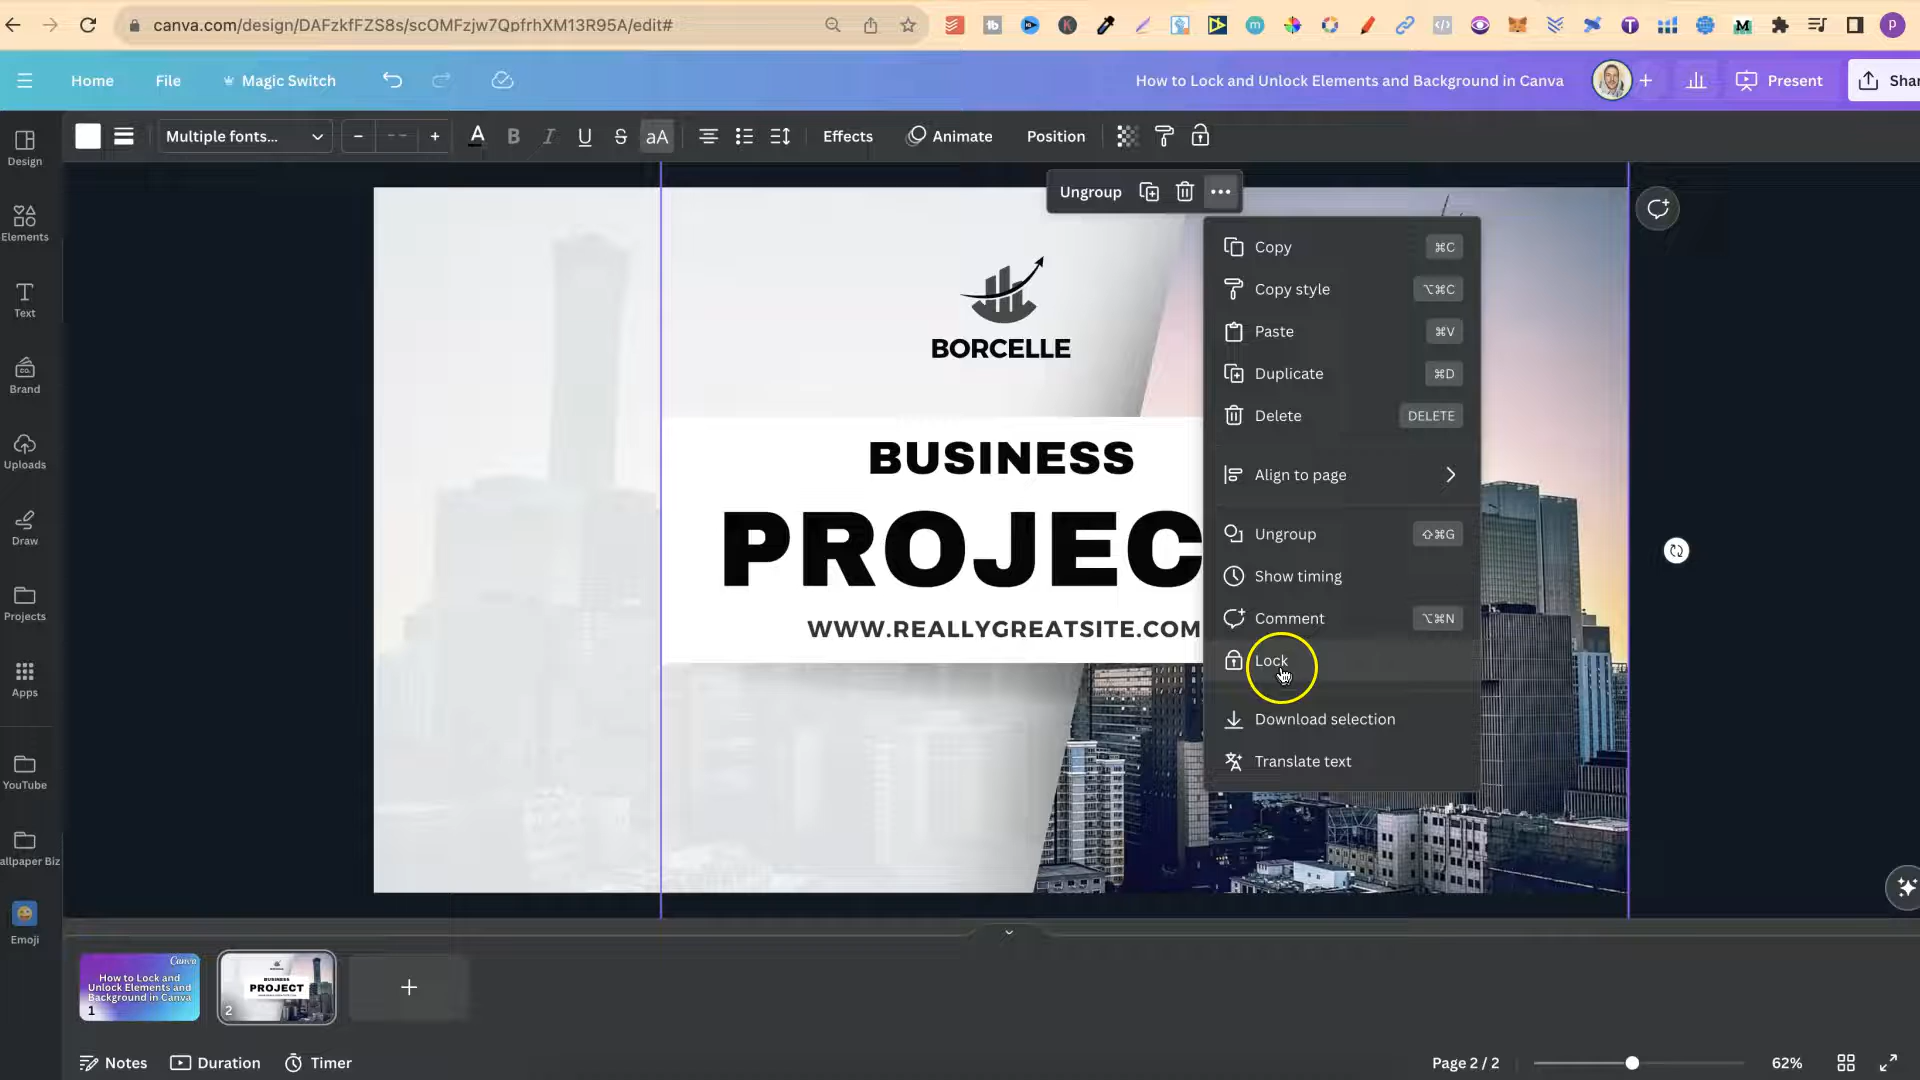 canva.com/design/DAFzkfFZS8s/scOMFzjw7QpfrhXM13R95A/edit#
Home File Magic Switch
How to Lock and Unlock Elements and Background in Canva
Present
Shar
Multiple fonts...
A B I U S aA
Effects
Animate
Position
Design
Elements
Text
Brand
Uploads
Draw
Projects
Apps
YouTube
allpaper Biz
Emoji
Ungroup
BORCELLE
BUSINESS
PROJEC
WWW.REALLYGREATSITE.COM
Copy ⌘C
Copy style ⌥⌘C
Paste ⌘V
Duplicate ⌘D
Delete DELETE
Align to page
Ungroup ⇧⌘G
Show timing
Comment ⌥⌘N
Lock
Download selection
Translate text
Canva
How to Lock and
Unlock Elements and
Background in Canva
1
BUSINESS
PROJECT
2
Notes
Duration
Timer
Page 2 / 2
62%